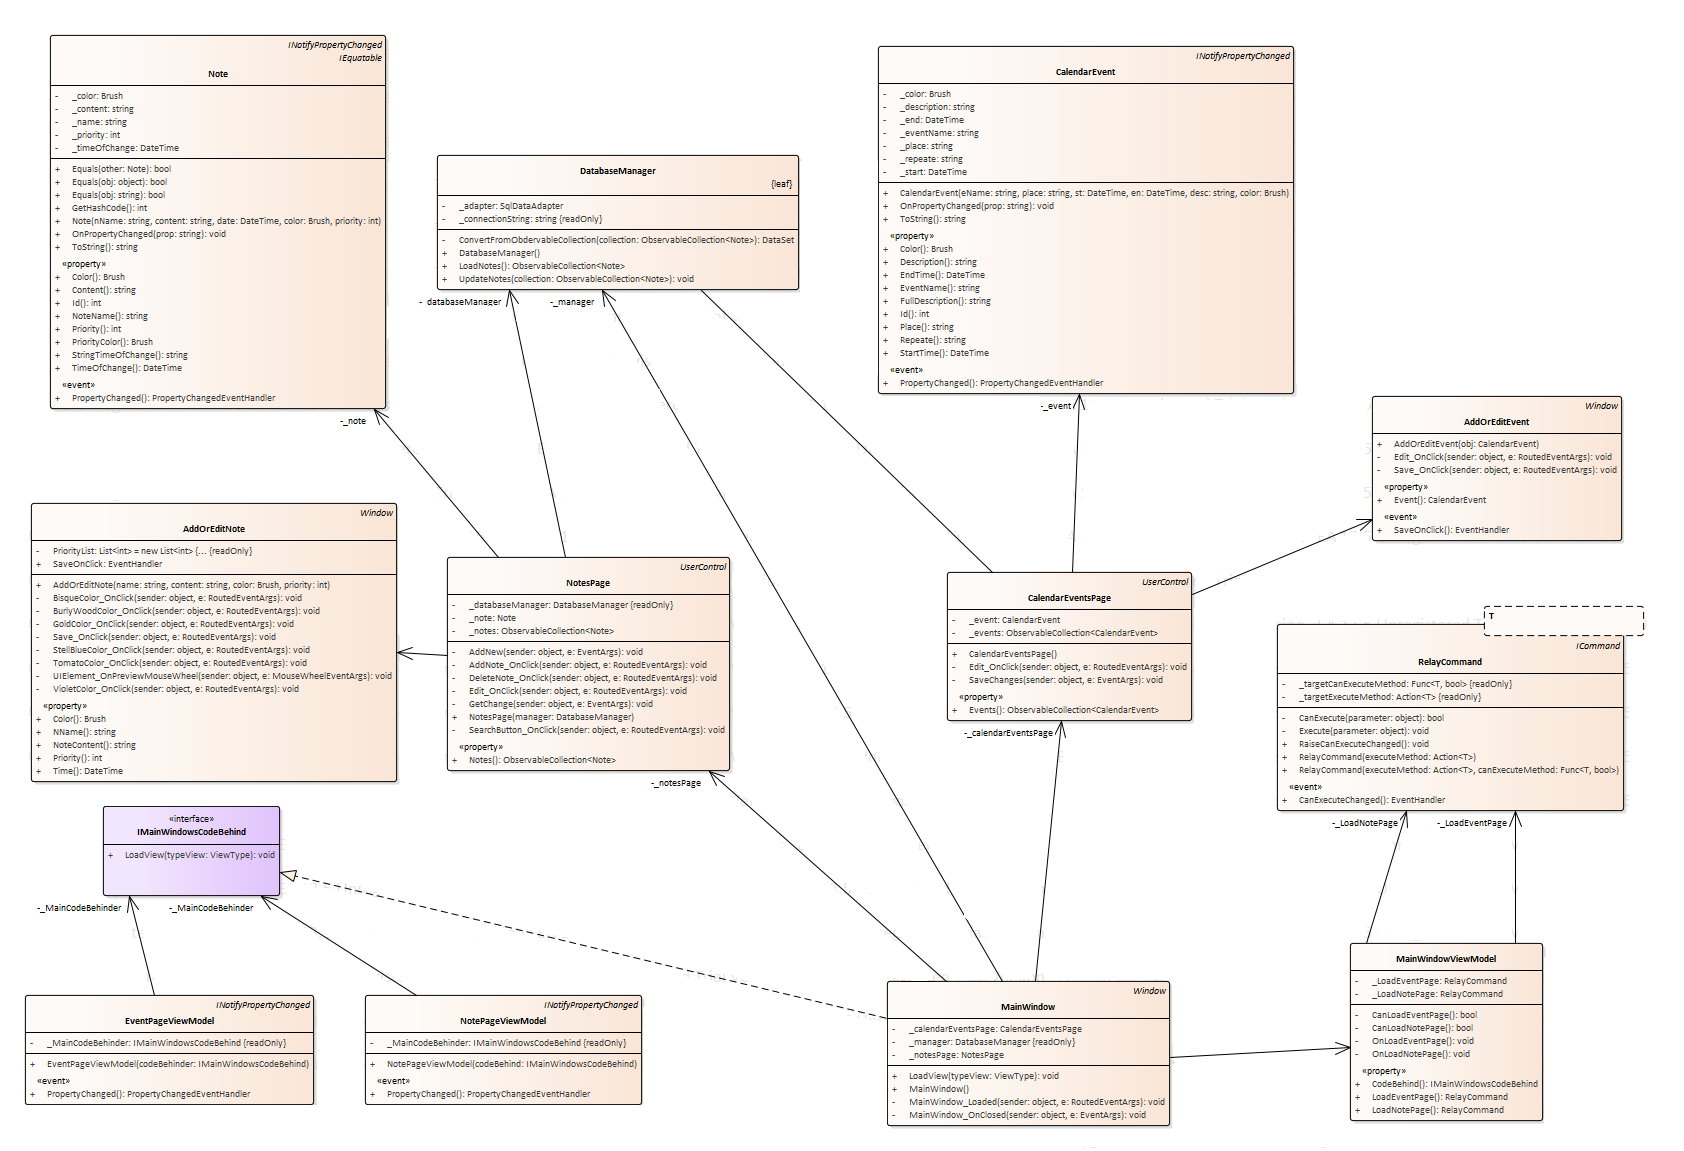 INotifyPropertyChanged
IEquatable
Note
- _color: Brush
- _content: string
- _name: string
- _priority: int
- _timeOfChange: DateTime
+ Equals(other: Note): bool
+ Equals(obj: object): bool
+ Equals(obj: string): bool
+ GetHashCode(): int
+ Note(nName: string, content: string, date: DateTime, color: Brush, priority: int)
+ OnPropertyChanged(prop: string): void
+ ToString(): string
«property»
+ Color(): Brush
+ Content(): string
+ Id(): int
+ NoteName(): string
+ Priority(): int
+ PriorityColor(): Brush
+ StringTimeOfChange(): string
+ TimeOfChange(): DateTime
«event»
+ PropertyChanged(): PropertyChangedEventHandler
-_note
DatabaseManager
{leaf}
- _adapter: SqlDataAdapter
- _connectionString: string {readOnly}
- ConvertFromObdervableCollection(collection: ObservableCollection<Note>): DataSet
+ DatabaseManager()
+ LoadNotes(): ObservableCollection<Note>
+ UpdateNotes(collection: ObservableCollection<Note>): void
- databaseManager
-_manager
INotifyPropertyChanged
CalendarEvent
- _color: Brush
- _description: string
- _end: DateTime
- _eventName: string
- _place: string
- _repeate: string
- _start: DateTime
+ CalendarEvent(eName: string, place: string, st: DateTime, en: DateTime, desc: string, color: Brush)
+ OnPropertyChanged(prop: string): void
+ ToString(): string
«property»
+ Color(): Brush
+ Description(): string
+ EndTime(): DateTime
+ EventName(): string
+ FullDescription(): string
+ Id(): int
+ Place(): string
+ Repeate(): string
+ StartTime(): DateTime
«event»
+ PropertyChanged(): PropertyChangedEventHandler
-_event
Window
AddOrEditEvent
+ AddOrEditEvent(obj: CalendarEvent)
- Edit_OnClick(sender: object, e: RoutedEventArgs): void
- Save_OnClick(sender: object, e: RoutedEventArgs): void
«property»
+ Event(): CalendarEvent
«event»
+ SaveOnClick(): EventHandler
Window
AddOrEditNote
- PriorityList: List<int> = new List<int> {... {readOnly}
+ SaveOnClick: EventHandler
+ AddOrEditNote(name: string, content: string, color: Brush, priority: int)
- BisqueColor_OnClick(sender: object, e: RoutedEventArgs): void
- BurlyWoodColor_OnClick(sender: object, e: RoutedEventArgs): void
- GoldColor_OnClick(sender: object, e: RoutedEventArgs): void
- Save_OnClick(sender: object, e: RoutedEventArgs): void
- StellBlueColor_OnClick(sender: object, e: RoutedEventArgs): void
- TomatoColor_OnClick(sender: object, e: RoutedEventArgs): void
- UIElement_OnPreviewMouseWheel(sender: object, e: MouseWheelEventArgs): void
- VioletColor_OnClick(sender: object, e: RoutedEventArgs): void
«property»
+ Color(): Brush
+ NName(): string
+ NoteContent(): string
+ Priority(): int
+ Time(): DateTime
UserControl
NotesPage
- _databaseManager: DatabaseManager {readOnly}
- _note: Note
- _notes: ObservableCollection<Note>
- AddNew(sender: object, e: EventArgs): void
- AddNote_OnClick(sender: object, e: RoutedEventArgs): void
- DeleteNote_OnClick(sender: object, e: RoutedEventArgs): void
- Edit_OnClick(sender: object, e: RoutedEventArgs): void
- GetChange(sender: object, e: EventArgs): void
+ NotesPage(manager: DatabaseManager)
- SearchButton_OnClick(sender: object, e: RoutedEventArgs): void
«property»
+ Notes(): ObservableCollection<Note>
-_notesPage
UserControl
CalendarEventsPage
- _event: CalendarEvent
- _events: ObservableCollection<CalendarEvent>
+ CalendarEventsPage()
- Edit_OnClick(sender: object, e: RoutedEventArgs): void
- SaveChanges(sender: object, e: EventArgs): void
«property»
+ Events(): ObservableCollection<CalendarEvent>
-_calendarEventsPage
T
ICommand
RelayCommand
- _targetCanExecuteMethod: Func<T, bool> {readOnly}
- _targetExecuteMethod: Action<T> {readOnly}
- CanExecute(parameter: object): bool
- Execute(parameter: object): void
+ RaiseCanExecuteChanged(): void
+ RelayCommand(executeMethod: Action<T>)
+ RelayCommand(executeMethod: Action<T>, canExecuteMethod: Func<T, bool>)
«event»
+ CanExecuteChanged(): EventHandler
-_LoadNotePage
-_LoadEventPage
«interface»
IMainWindowsCodeBehind
+ LoadView(typeView: ViewType): void
-_MainCodeBehinder
-_MainCodeBehinder
INotifyPropertyChanged
EventPageViewModel
- _MainCodeBehinder: IMainWindowsCodeBehind {readOnly}
+ EventPageViewModel(codeBehinder: IMainWindowsCodeBehind)
«event»
+ PropertyChanged(): PropertyChangedEventHandler
INotifyPropertyChanged
NotePageViewModel
- _MainCodeBehinder: IMainWindowsCodeBehind {readOnly}
+ NotePageViewModel(codeBehind: IMainWindowsCodeBehind)
«event»
+ PropertyChanged(): PropertyChangedEventHandler
Window
MainWindow
- _calendarEventsPage: CalendarEventsPage
- _manager: DatabaseManager {readOnly}
- _notesPage: NotesPage
+ LoadView(typeView: ViewType): void
+ MainWindow()
- MainWindow_Loaded(sender: object, e: RoutedEventArgs): void
- MainWindow_OnClosed(sender: object, e: EventArgs): void
MainWindowViewModel
- _LoadEventPage: RelayCommand
- _LoadNotePage: RelayCommand
- CanLoadEventPage(): bool
- CanLoadNotePage(): bool
- OnLoadEventPage(): void
- OnLoadNotePage(): void
«property»
+ CodeBehind(): IMainWindowsCodeBehind
+ LoadEventPage(): RelayCommand
+ LoadNotePage(): RelayCommand